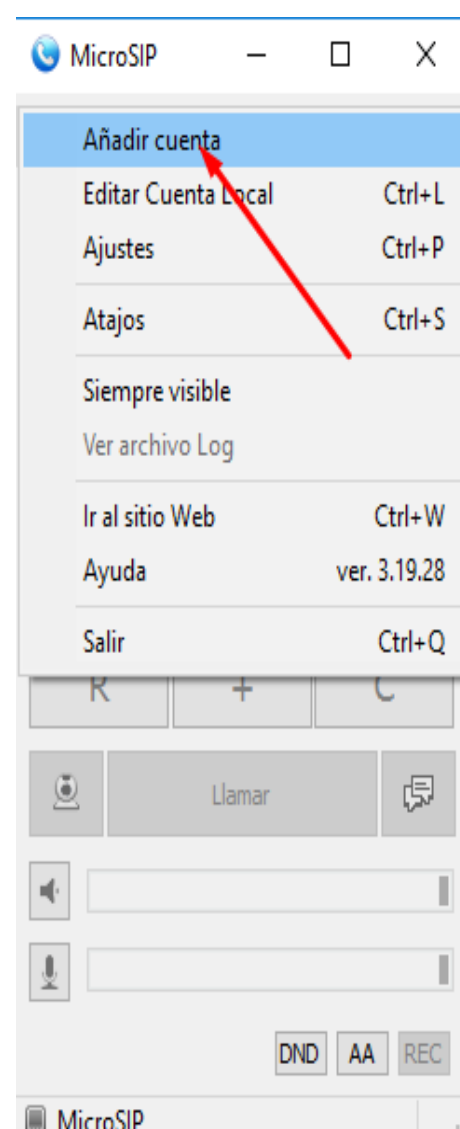 MicroSIP
Añadir cuenta
Editar Cuenta Local Ctrl+L
Ajustes Ctrl+P
Atajos Ctrl+S
Siempre visible
Ver archivo Log
Ir al sitio Web Ctrl+W
Ayuda ver. 3.19.28
Salir Ctrl+Q
R + C
Llamar
DND AA REC
MicroSIP